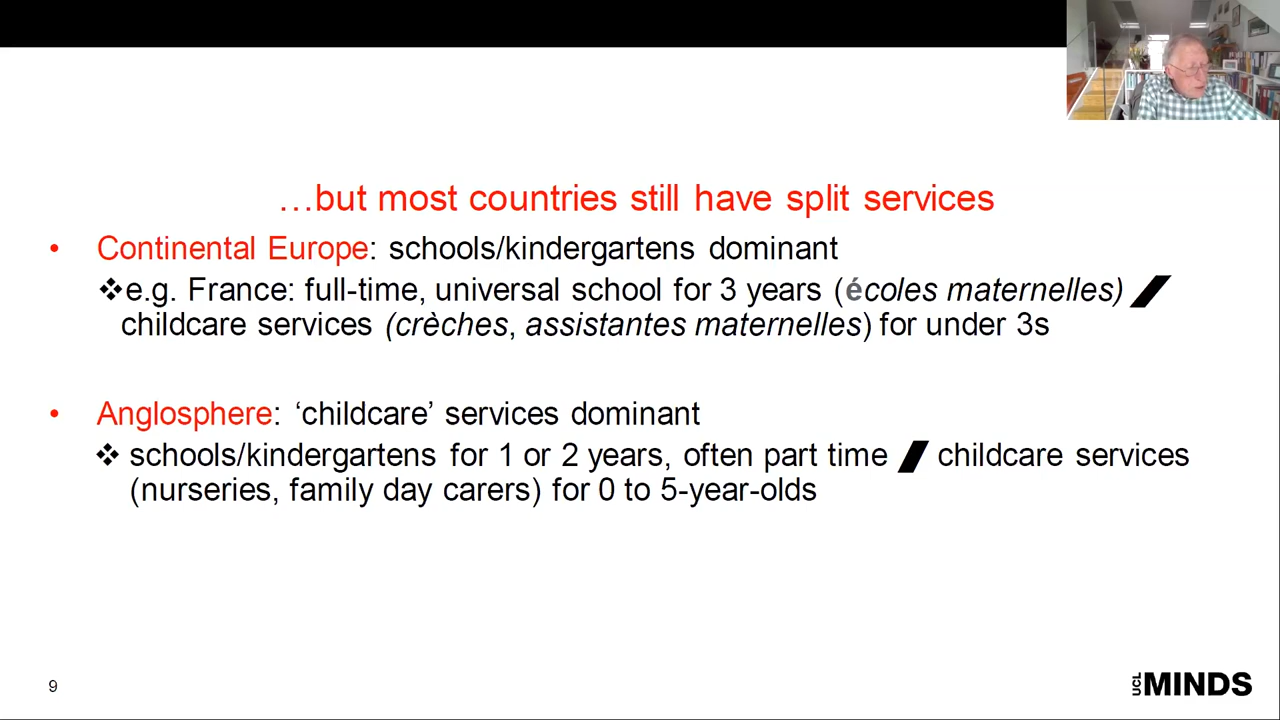 …but most countries still have split services
• Continental Europe: schools/kindergartens dominant
❖e.g. France: full-time, universal school for 3 years (écoles maternelles)
childcare services (crèches, assistantes maternelles) for under 3s
• Anglosphere: ‘childcare’ services dominant
❖ schools/kindergartens for 1 or 2 years, often part time childcare services
(nurseries, family day carers) for 0 to 5-year-olds
9
UCL MINDS